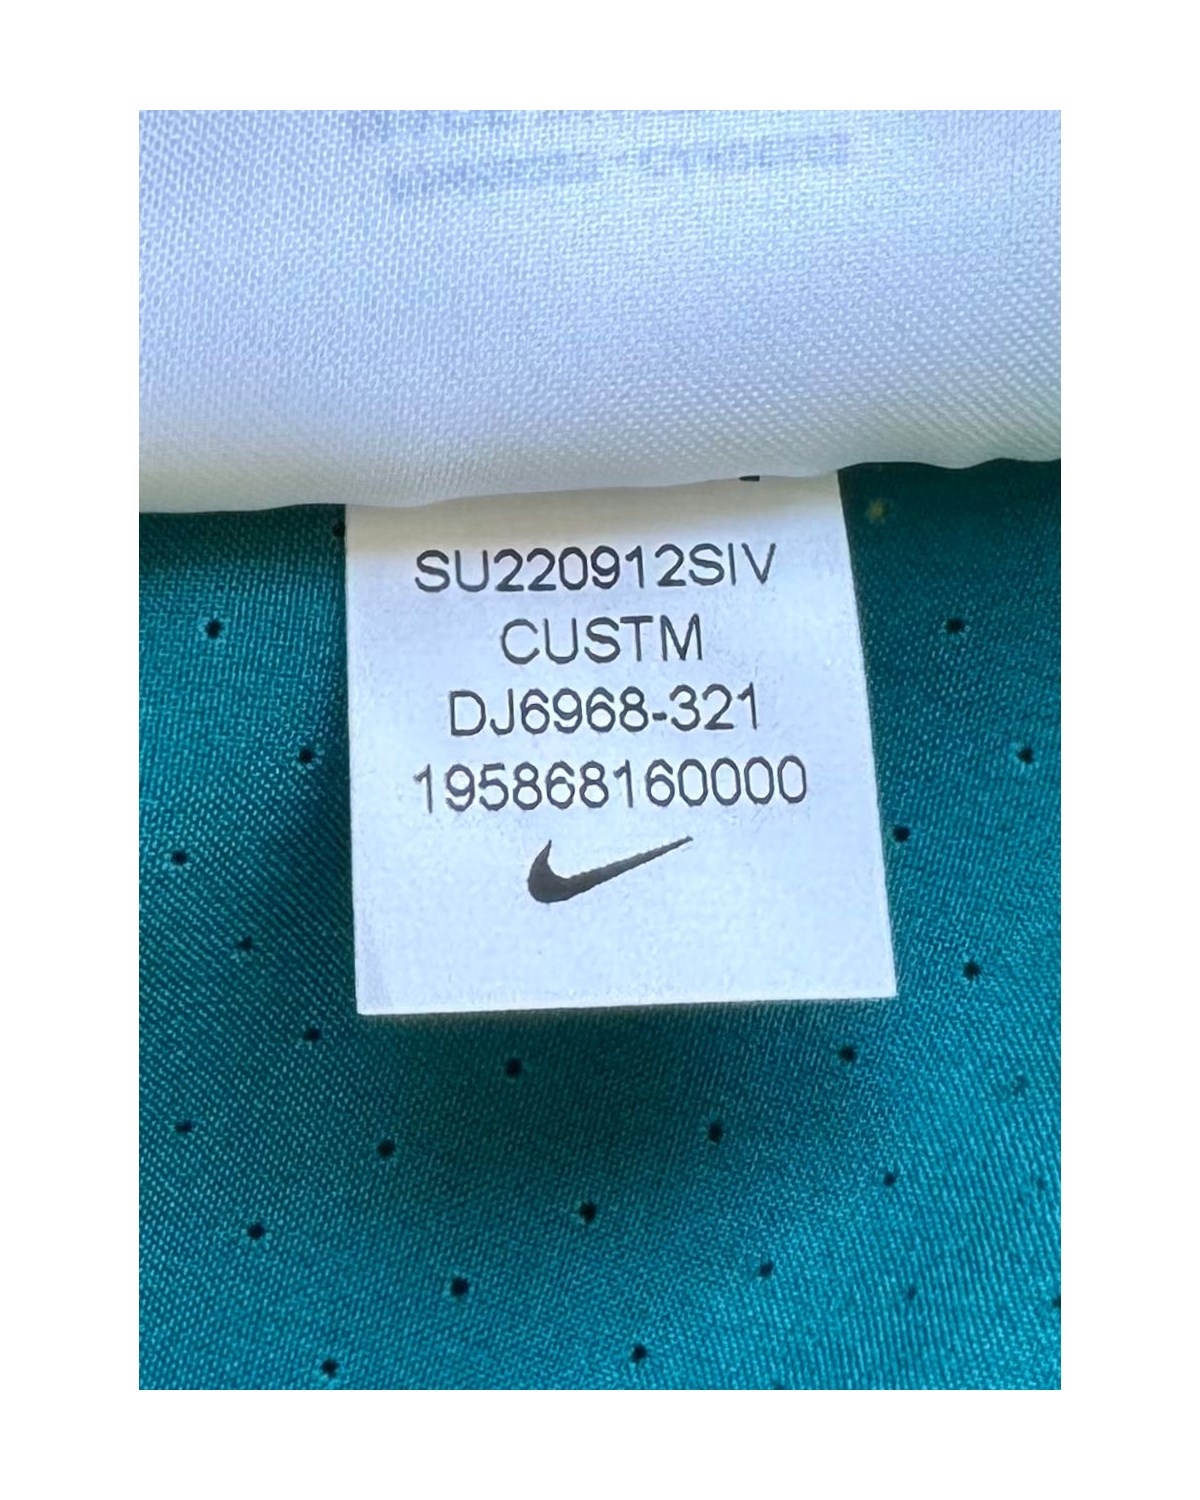 SU220912SIV
CUSTM
DJ6968-321
195868160000